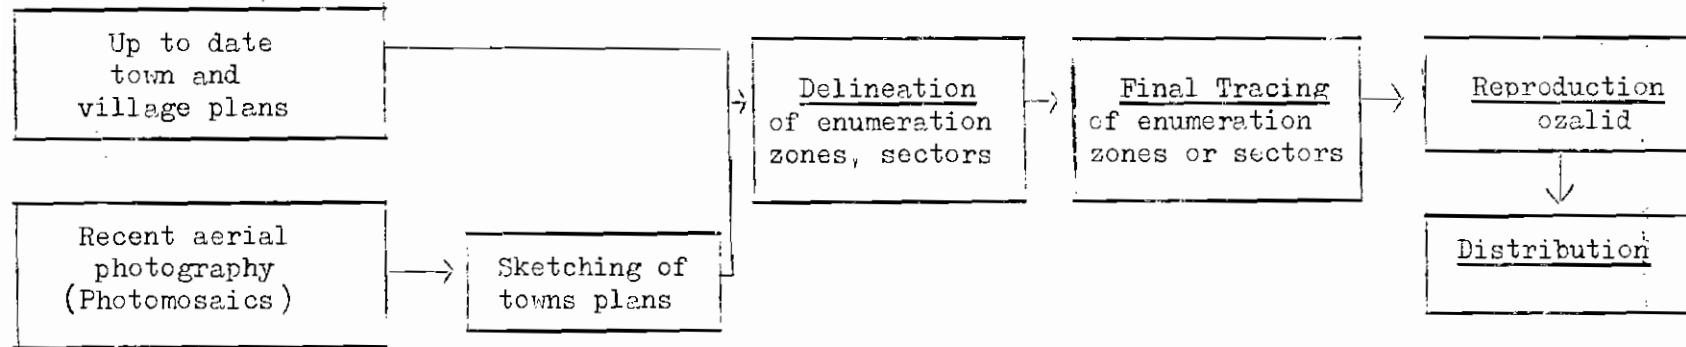 Up to date
town and
village plans
Recent aerial
photography
(Photomosaics)
Sketching of
towns plans
Delineation
of enumeration
zones, sectors
Final Tracing
of enumeration
zones or sectors
Reproduction
ozalid
Distribution